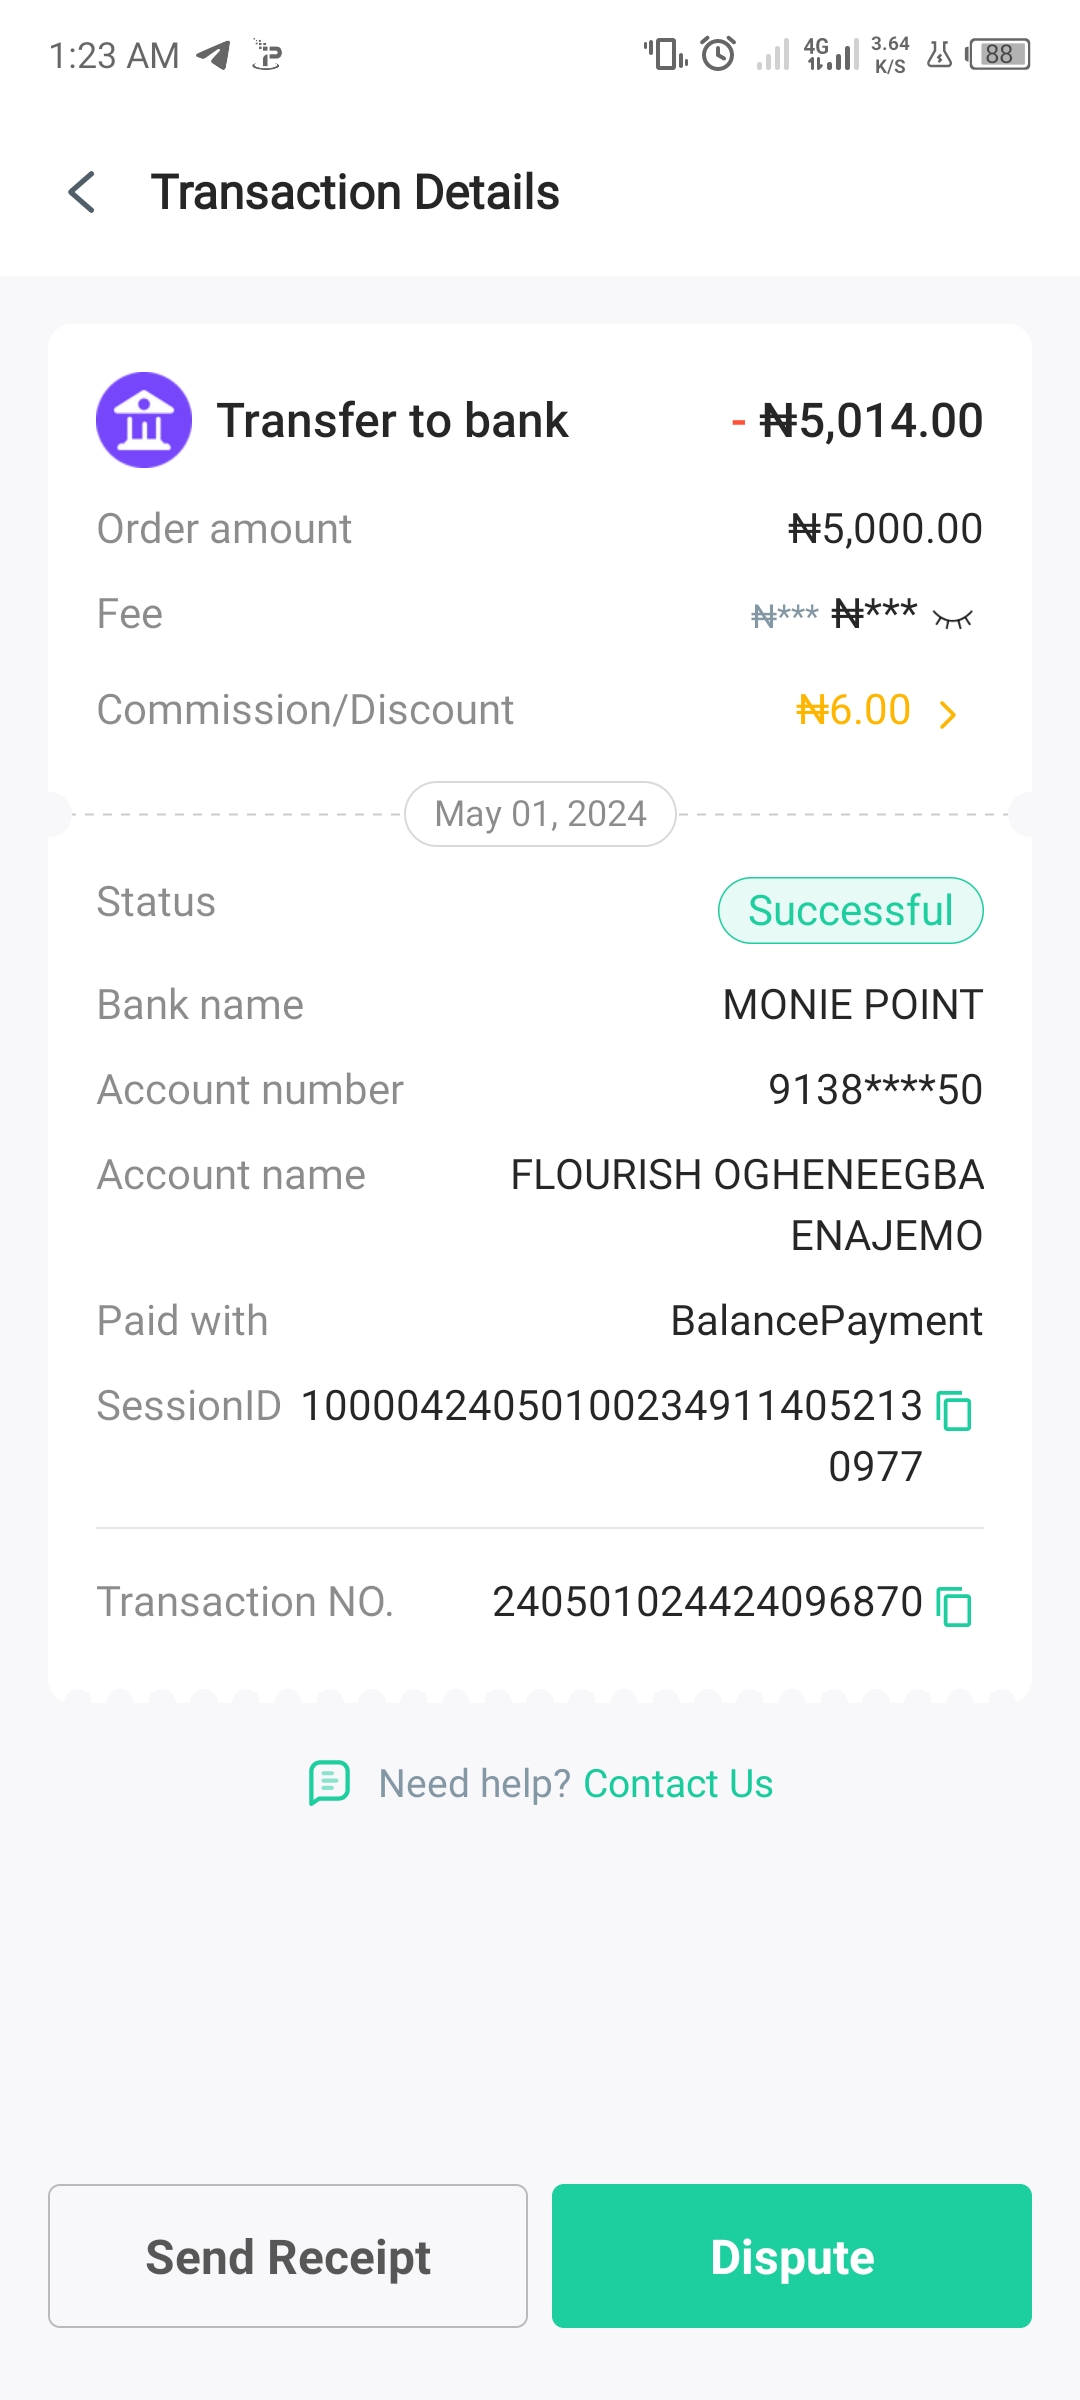 1:23 AM 4G 3.64 K/S 88
Transaction Details
Transfer to bank - ₦5,014.00
Order amount ₦5,000.00
Fee ₦*** ₦***
Commission/Discount ₦6.00
May 01, 2024
Status Successful
Bank name MONIE POINT
Account number 9138****50
Account name FLOURISH OGHENEEGBA
ENAJEMO
Paid with BalancePayment
SessionID 10000424050100234911405213
0977
Transaction NO. 240501024424096870
Need help? Contact Us
Send Receipt Dispute